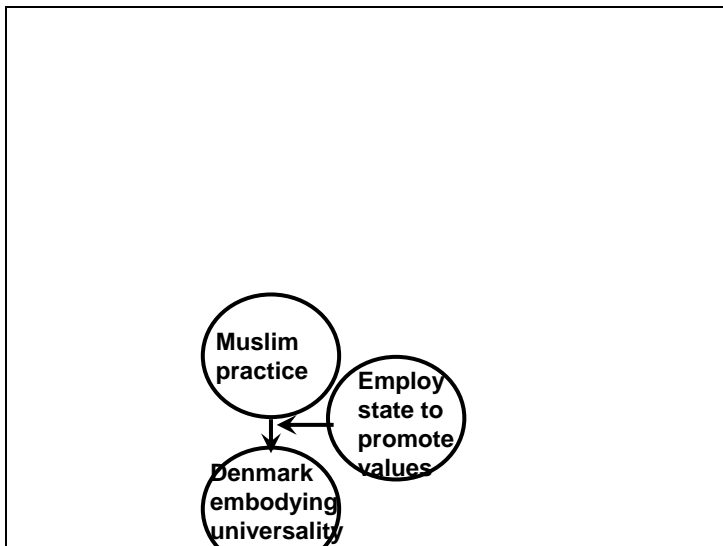 Muslim
practice
Employ
state to
promote
values
Denmark
embodying
universality